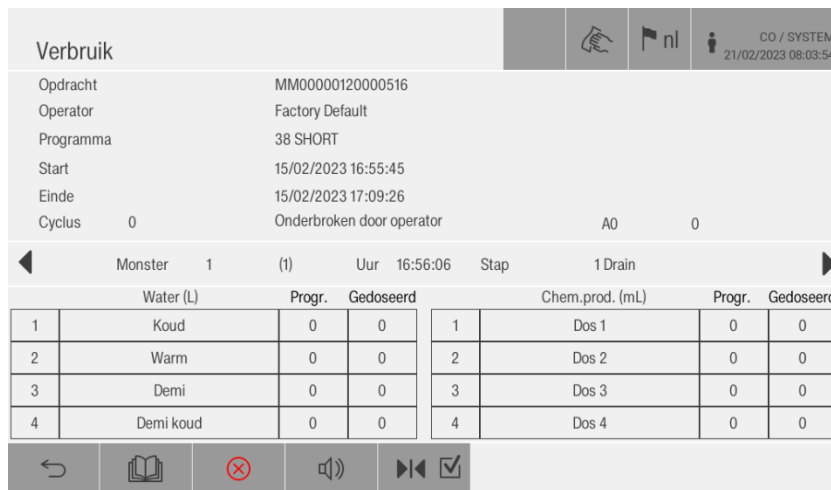 Verbruik
nl
CO / SYSTEM
21/02/2023 08:03:54
Opdracht MM00000120000516
Operator Factory Default
Programma 38 SHORT
Start 15/02/2023 16:55:45
Einde 15/02/2023 17:09:26
Cyclus 0 Onderbroken door operator A0 0
Monster 1 (1) Uur 16:56:06 Stap 1 Drain
Water (L) Progr. Gedoseerd Chem.prod. (mL) Progr. Gedoseerd
1 Koud 0 0 1 Dos 1 0 0
2 Warm 0 0 2 Dos 2 0 0
3 Demi 0 0 3 Dos 3 0 0
4 Demi koud 0 0 4 Dos 4 0 0